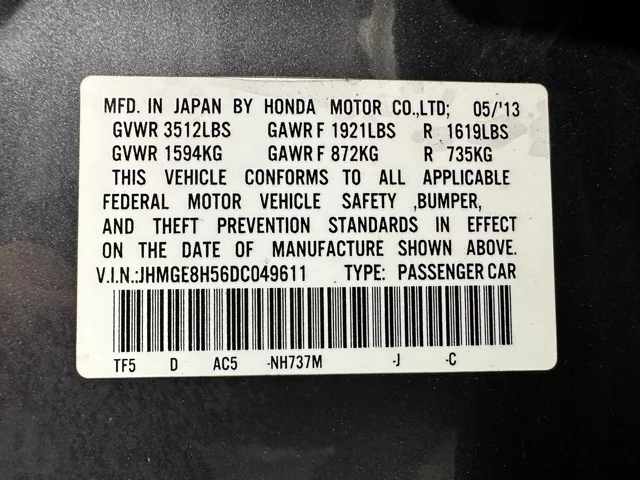 MFD. IN JAPAN BY HONDA MOTOR CO.,LTD; 05/'13
GVWR 3512LBS GAWR F 1921LBS R 1619LBS
GVWR 1594KG GAWR F 872KG R 735KG
THIS VEHICLE CONFORMS TO ALL APPLICABLE
FEDERAL MOTOR VEHICLE SAFETY ,BUMPER,
AND THEFT PREVENTION STANDARDS IN EFFECT
ON THE DATE OF MANUFACTURE SHOWN ABOVE.
V.I.N.:JHMGE8H56DC049611 TYPE: PASSENGER CAR
TF5 D AC5 -NH737M -J -C